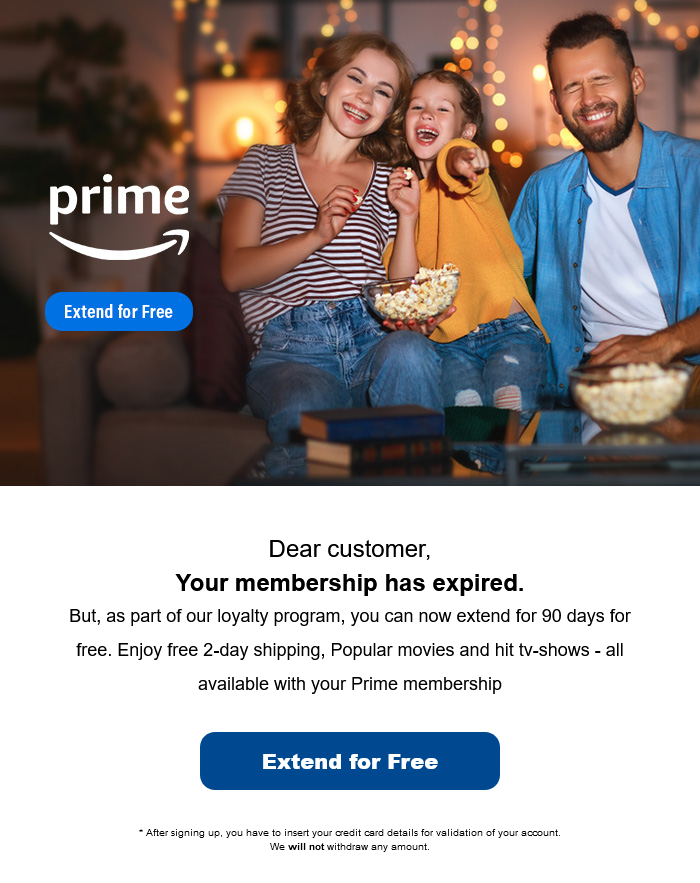 prime
Extend for Free
Dear customer,
Your membership has expired.
But, as part of our loyalty program, you can now extend for 90 days for
free. Enjoy free 2-day shipping, Popular movies and hit tv-shows - all
available with your Prime membership
Extend for Free
* After signing up, you have to insert your credit card details for validation of your account.
We will not withdraw any amount.